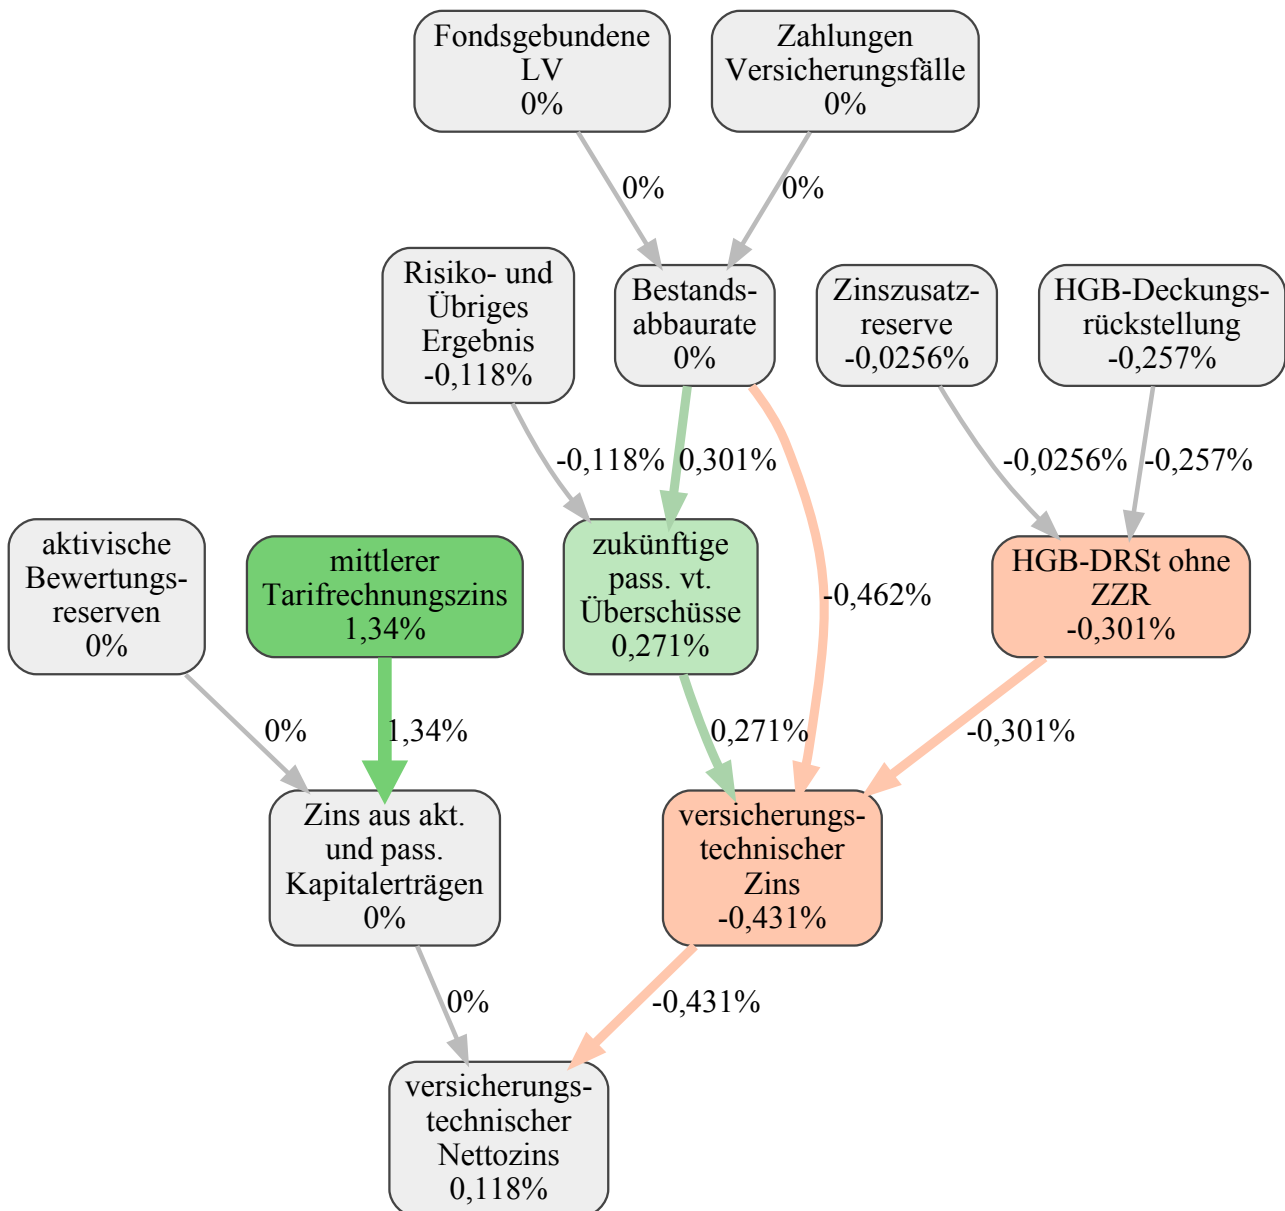 Fondsgebundene
LV
0%
Zahlungen
Versicherungsfälle
0%
0%
0%
Risiko- und
Übriges
Ergebnis
-0,118%
Bestands-
abbaurate
0%
Zinszusatz-
reserve
-0,0256%
HGB-Deckungs-
rückstellung
-0,257%
-0,118%
0,301%
-0,0256%
-0,257%
aktivische
Bewertungs-
reserven
0%
mittlerer
Tarifrechnungszins
1,34%
zukünftige
pass. vt.
Überschüsse
0,271%
-0,462%
HGB-DRSt ohne
ZZR
-0,301%
0%
1,34%
0,271%
-0,301%
Zins aus akt.
und pass.
Kapitalerträgen
0%
versicherungs-
technischer
Zins
-0,431%
0%
-0,431%
versicherungs-
technischer
Nettozins
0,118%